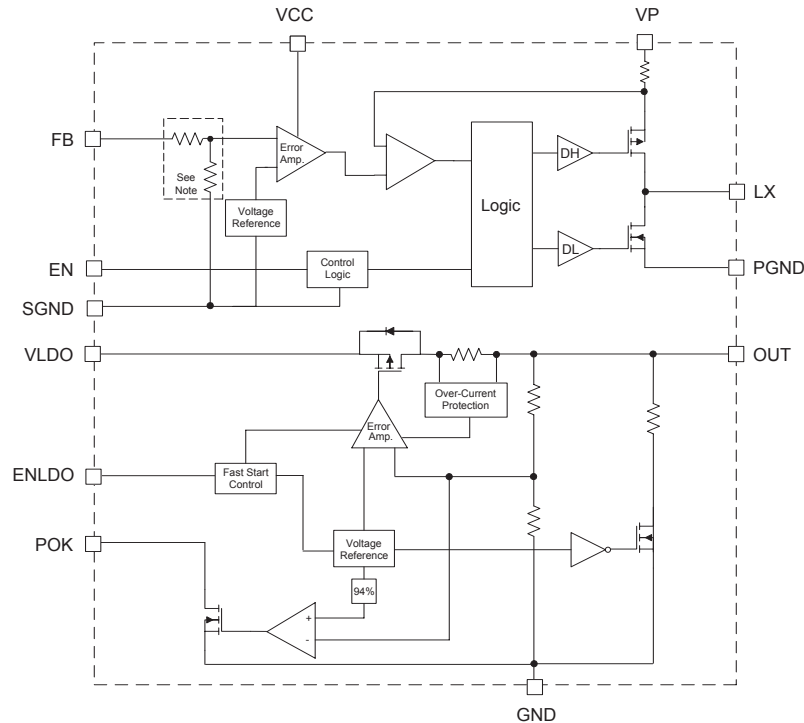 VCC
VP
FB
See
Note
Error
Amp.
Voltage
Reference
Logic
DH
DL
LX
EN
Control
Logic
PGND
SGND
VLDO
OUT
Over-Current
Protection
Error
Amp.
ENLDO
Fast Start
Control
POK
Voltage
Reference
94%
+
-
GND